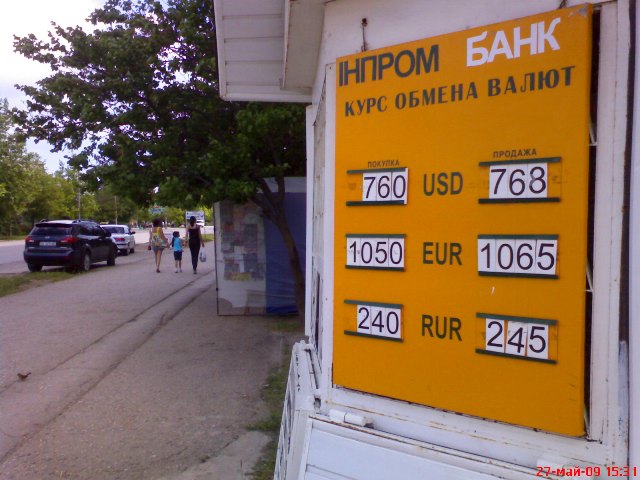 ІНПРОМ БАНК
КУРС ОБМЕНА ВАЛЮТ
ПОКУПКА ПРОДАЖА
760 USD 768
1050 EUR 1065
240 RUR 245
27-май-09 15:31